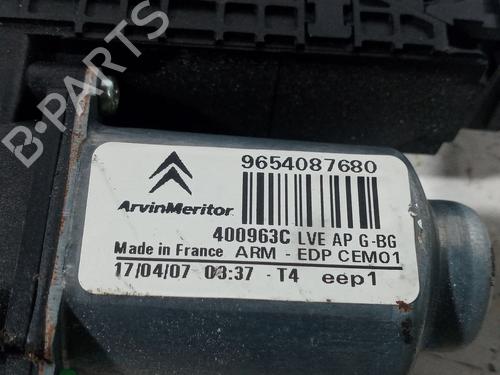 B-PARTS
9654087680
ArvinMeritor
400963C LVE AP G-BG
Made in France ARM - EDP CEM01
17/04/07 03:37 - T4 eep1